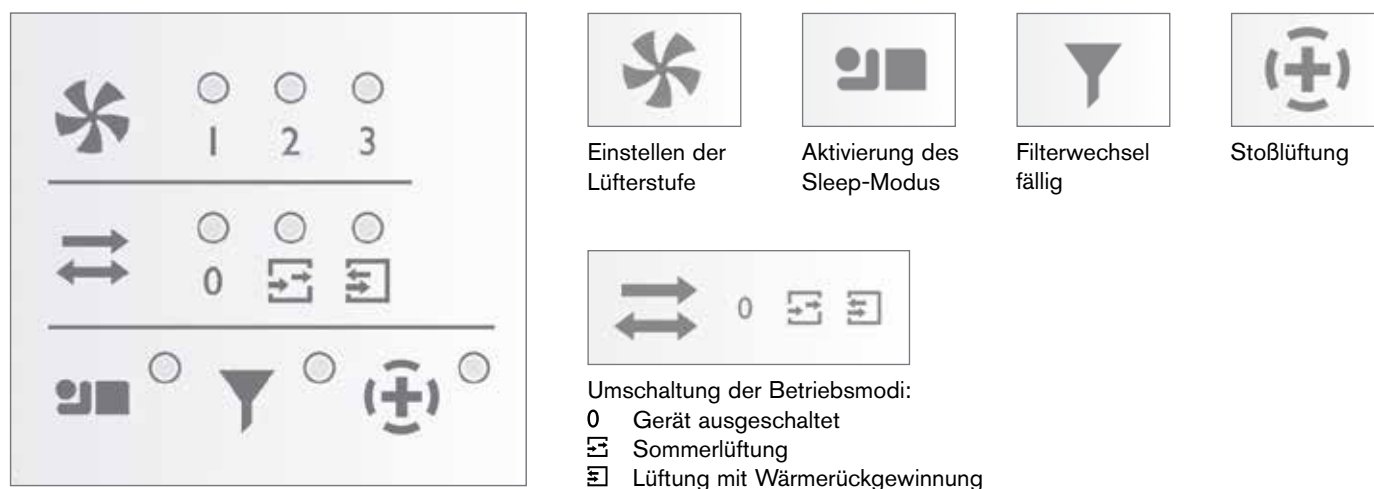 1 2 3
0
Einstellen der
Lüfterstufe
Aktivierung des
Sleep-Modus
Filterwechsel
fällig
Stoßlüftung
0
Umschaltung der Betriebsmodi:
0 Gerät ausgeschaltet
Sommerlüftung
Lüftung mit Wärmerückgewinnung